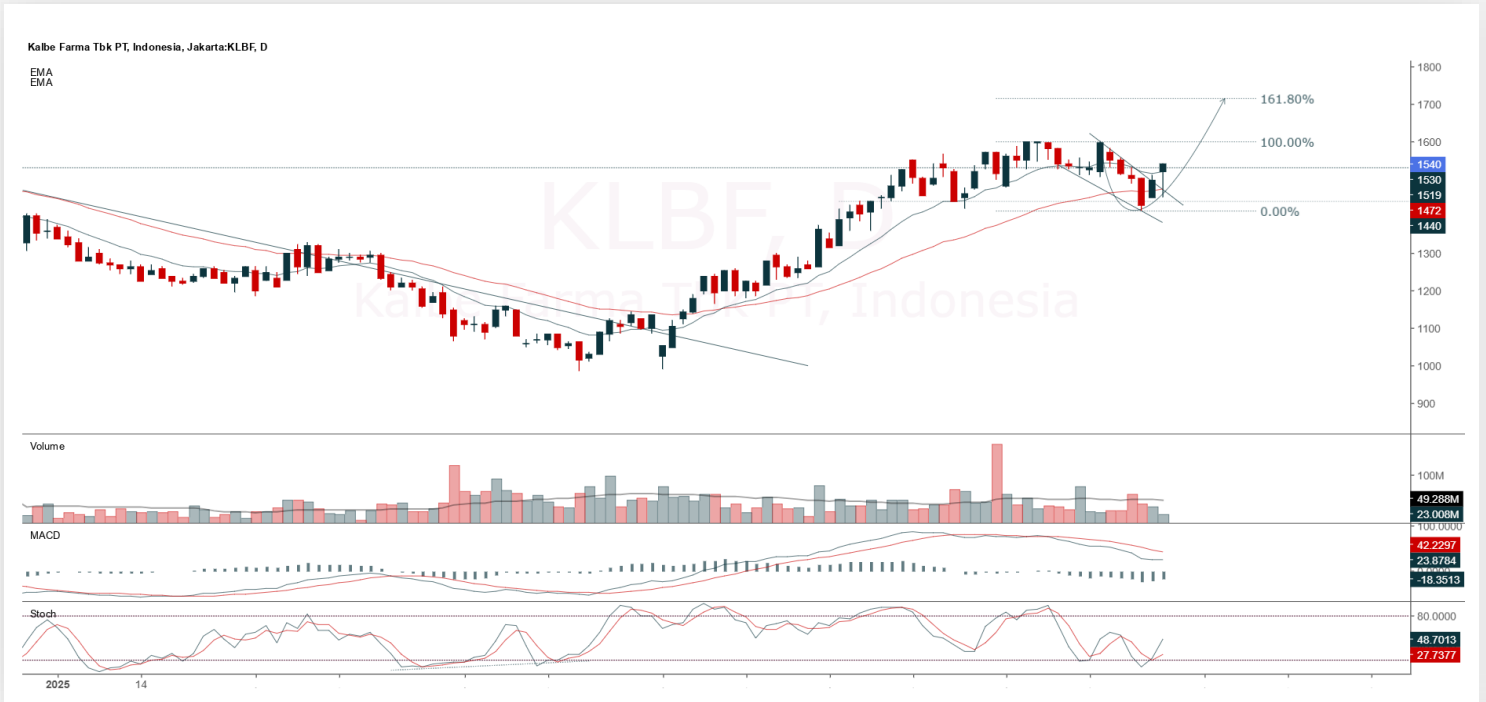 Kalbe Farma Tbk PT, Indonesia, Jakarta:KLBF, D
EMA
EMA
KLBF, D
Kalbe Farma Tbk PT, Indonesia
161.80%
100.00%
0.00%
1800
1700
1600
1540
1530
1519
1472
1440
1300
1200
1100
1000
900
Volume
100M
49.288M
23.008M
MACD
100.0000
42.2297
23.8784
-18.3513
Stoch
80.0000
48.7013
27.7377
2025
14